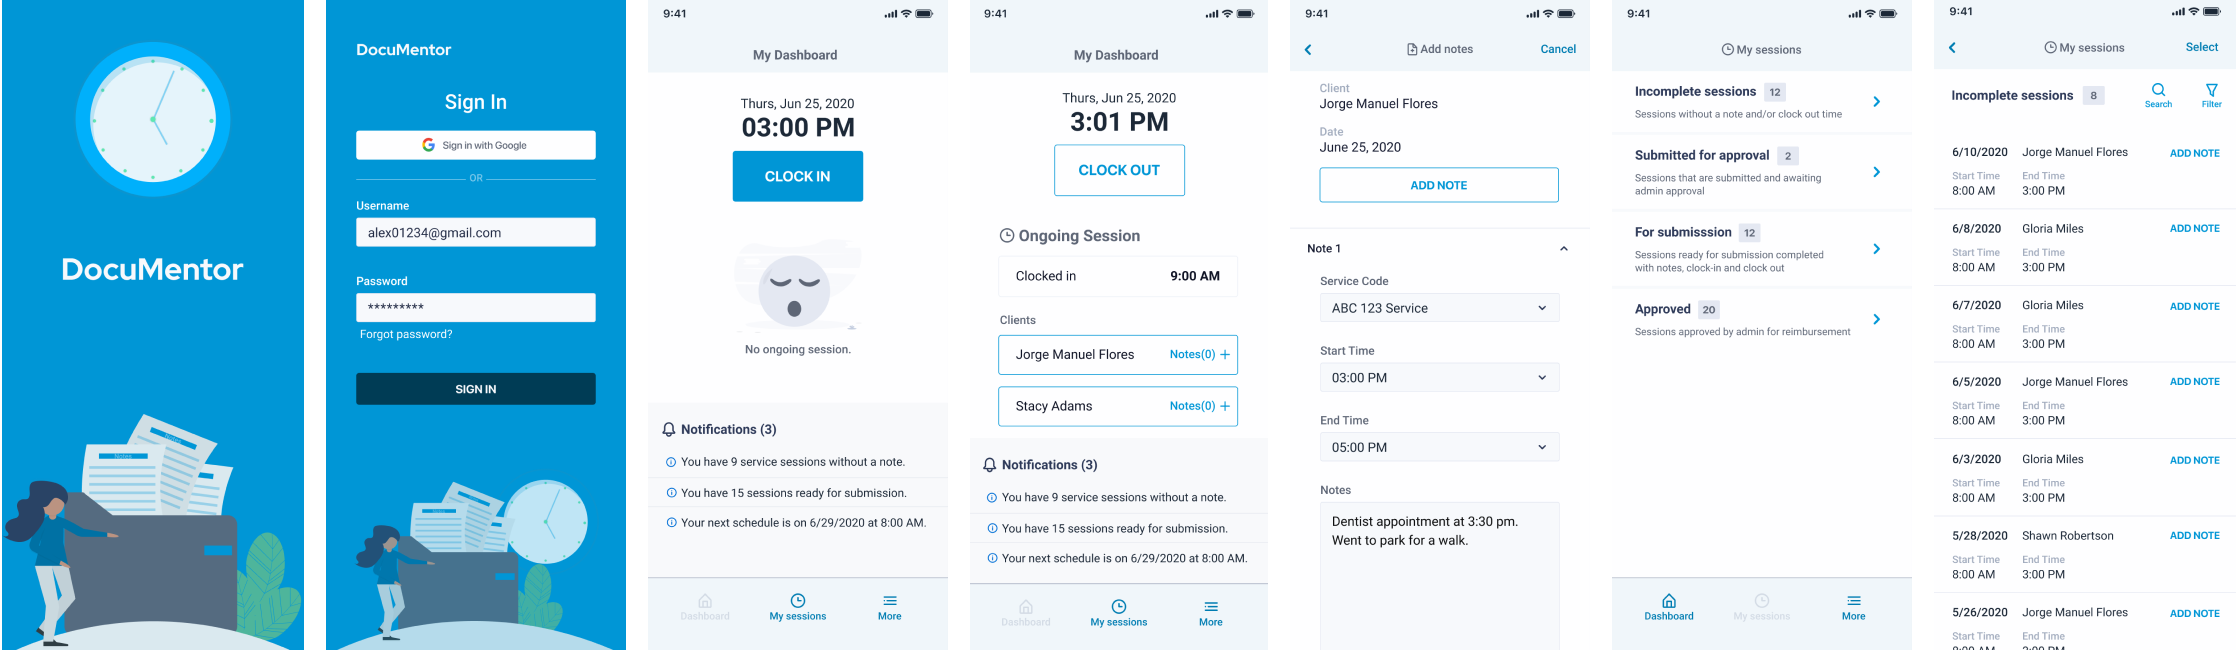 DocuMentor
Notes
Notes
DocuMentor
Sign In
Sign in with Google
OR
Username
alex01234@gmail.com
Password
*********
Forgot password?
SIGN IN
Notes
9:41
My Dashboard
Thurs, Jun 25, 2020
03:00 PM
CLOCK IN
No ongoing session.
Notifications (3)
You have 9 service sessions without a note.
You have 15 sessions ready for submission.
Your next schedule is on 6/29/2020 at 8:00 AM.
Dashboard
My sessions
More
9:41
My Dashboard
Thurs, Jun 25, 2020
3:01 PM
CLOCK OUT
Ongoing Session
Clocked in 9:00 AM
Clients
Jorge Manuel Flores Notes(0) +
Stacy Adams Notes(0) +
Notifications (3)
You have 9 service sessions without a note.
You have 15 sessions ready for submission.
Your next schedule is on 6/29/2020 at 8:00 AM.
Dashboard
My sessions
More
9:41
Add notes
Cancel
Client
Jorge Manuel Flores
Date
June 25, 2020
ADD NOTE
Note 1
Service Code
ABC 123 Service
Start Time
03:00 PM
End Time
05:00 PM
Notes
Dentist appointment at 3:30 pm.
Went to park for a walk.
9:41
My sessions
Incomplete sessions 12
Sessions without a note and/or clock out time
Submitted for approval 2
Sessions that are submitted and awaiting
admin approval
For submisssion 12
Sessions ready for submission completed
with notes, clock-in and clock out
Approved 20
Sessions approved by admin for reimbursement
Dashboard
My sessions
More
9:41
My sessions
Select
Incomplete sessions 8
Search
Filter
6/10/2020 Jorge Manuel Flores ADD NOTE
Start Time End Time
8:00 AM 3:00 PM
6/8/2020 Gloria Miles ADD NOTE
Start Time End Time
8:00 AM 3:00 PM
6/7/2020 Gloria Miles ADD NOTE
Start Time End Time
8:00 AM 3:00 PM
6/5/2020 Jorge Manuel Flores ADD NOTE
Start Time End Time
8:00 AM 3:00 PM
6/3/2020 Gloria Miles ADD NOTE
Start Time End Time
8:00 AM 3:00 PM
5/28/2020 Shawn Robertson ADD NOTE
Start Time End Time
8:00 AM 3:00 PM
5/26/2020 Jorge Manuel Flores ADD NOTE
Start Time End Time
8:00 AM 3:00 PM